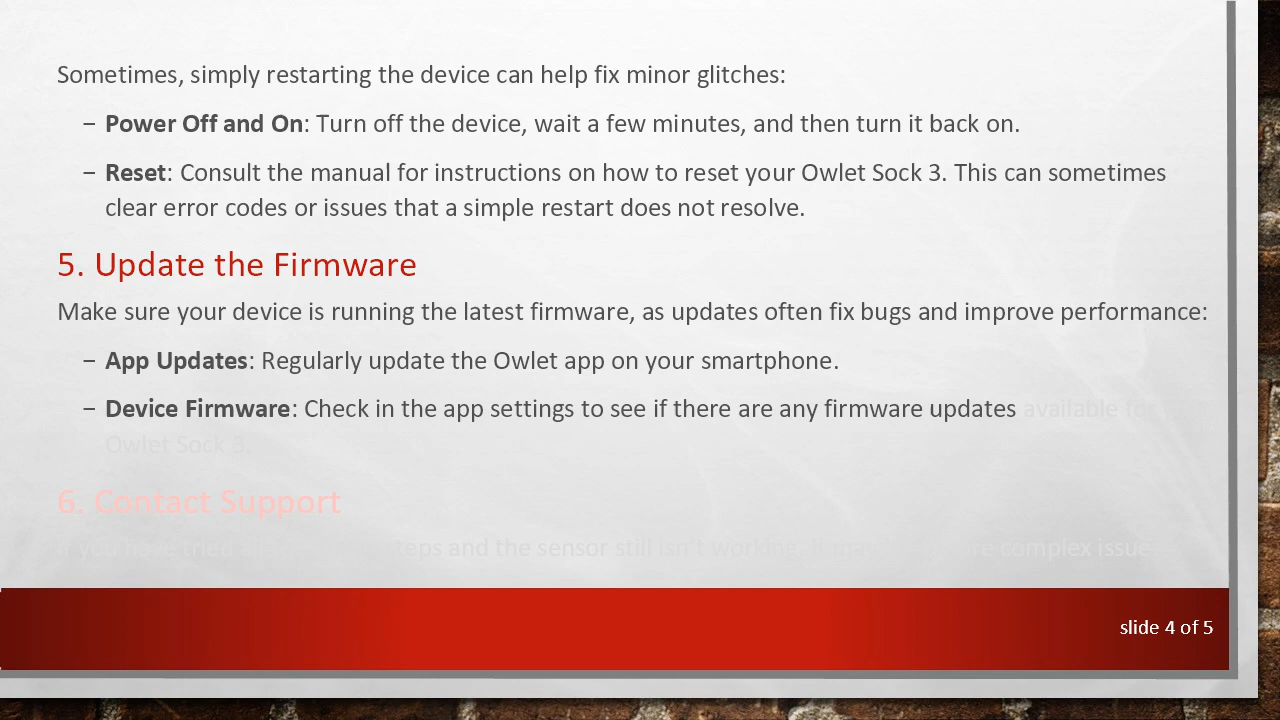 Sometimes, simply restarting the device can help fix minor glitches:
− Power Off and On: Turn off the device, wait a few minutes, and then turn it back on.
− Reset: Consult the manual for instructions on how to reset your Owlet Sock 3. This can sometimes
clear error codes or issues that a simple restart does not resolve.
5. Update the Firmware
Make sure your device is running the latest firmware, as updates often fix bugs and improve performance:
− App Updates: Regularly update the Owlet app on your smartphone.
− Device Firmware: Check in the app settings to see if there are any firmware updates available for
Owlet Sock 3.
6. Contact Support
If you have tried steps and the sensor still isn't working, complex issue
slide 4 of 5